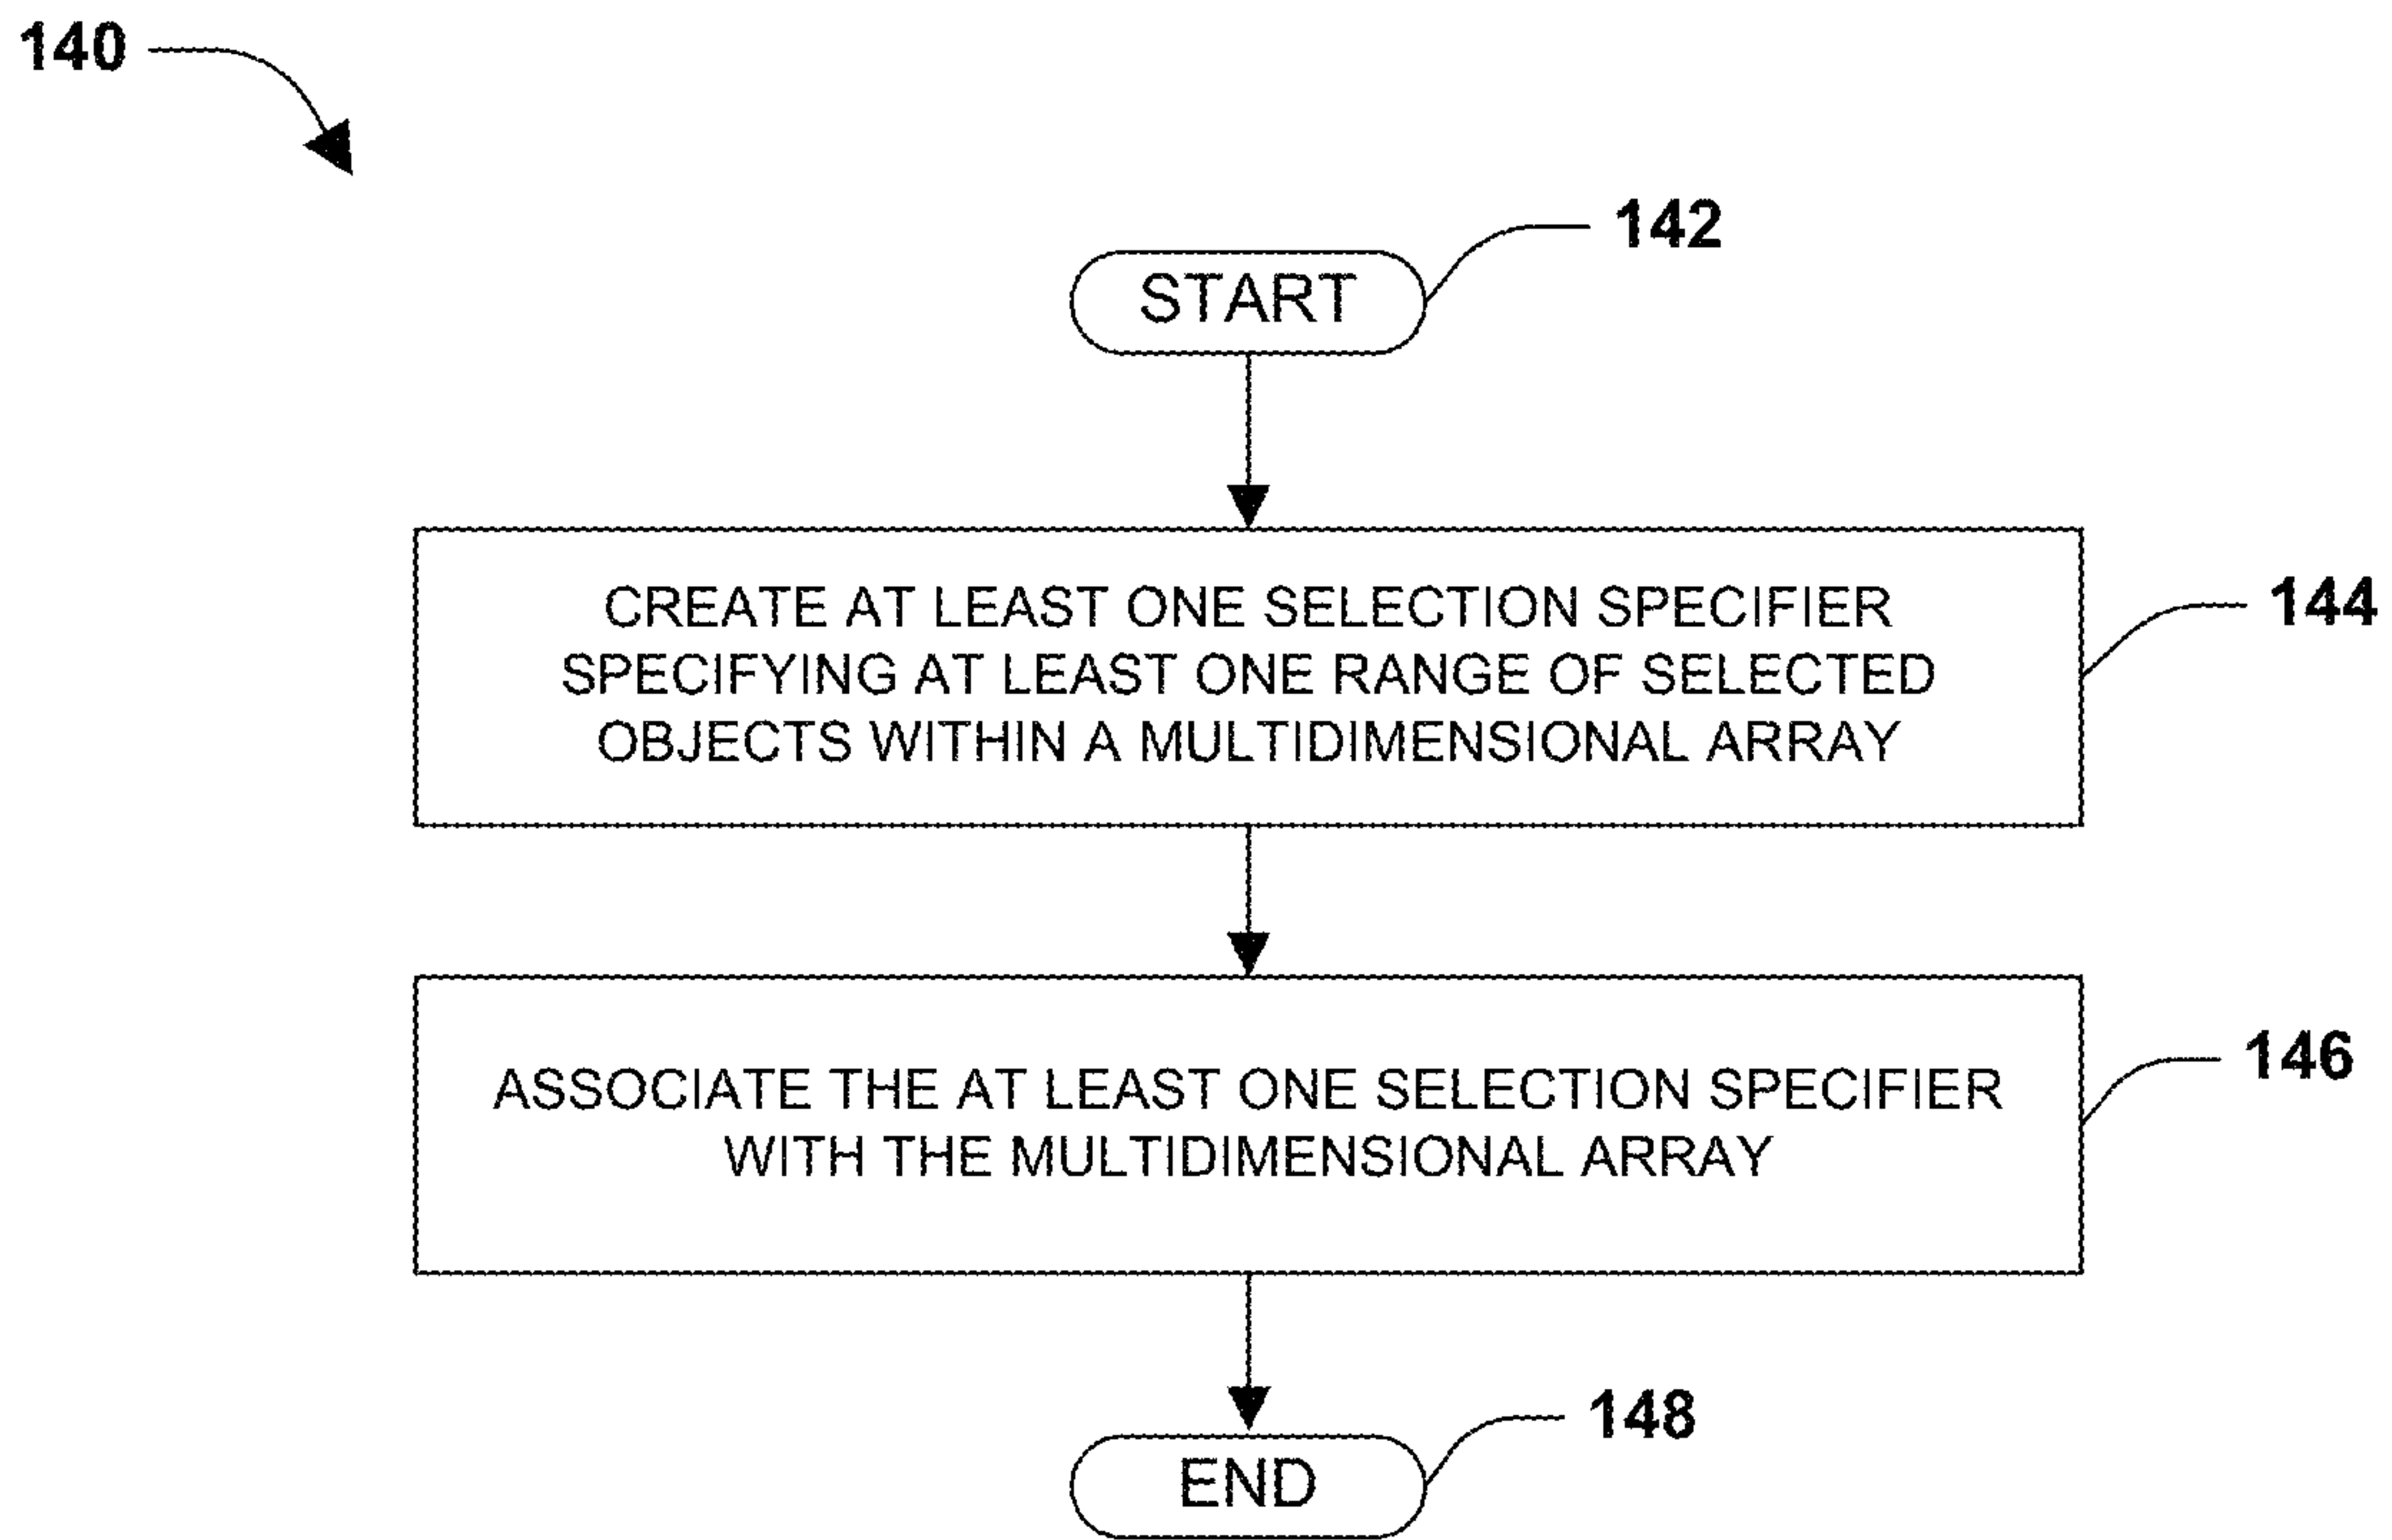 140
142
START
CREATE AT LEAST ONE SELECTION SPECIFIER
SPECIFYING AT LEAST ONE RANGE OF SELECTED
OBJECTS WITHIN A MULTIDIMENSIONAL ARRAY
144
ASSOCIATE THE AT LEAST ONE SELECTION SPECIFIER
WITH THE MULTIDIMENSIONAL ARRAY
146
148
END